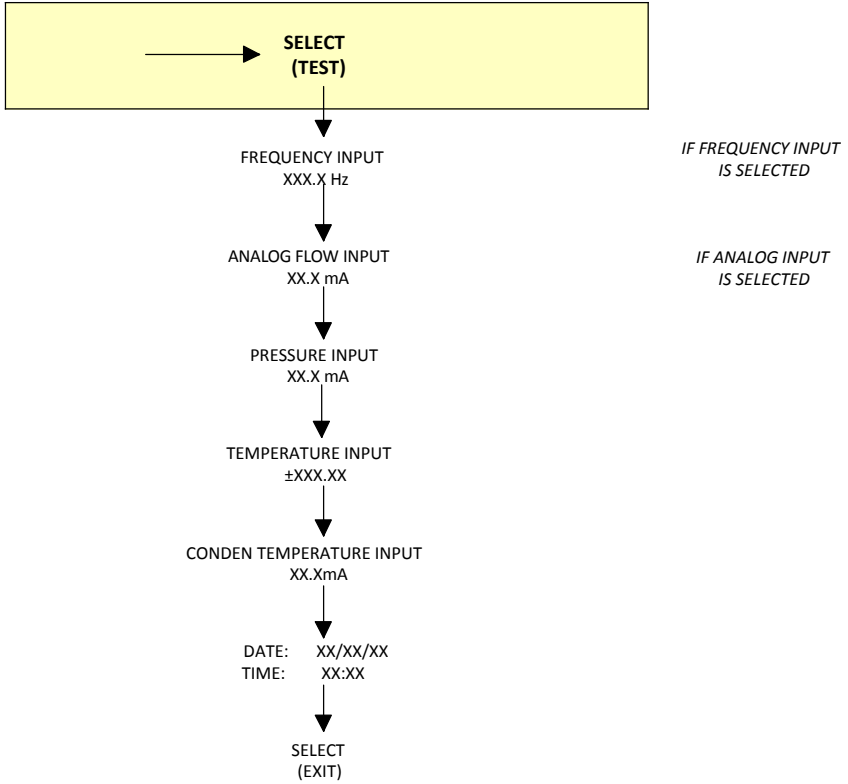 SELECT
(TEST)
FREQUENCY INPUT
XXX.X Hz
IF FREQUENCY INPUT
IS SELECTED
ANALOG FLOW INPUT
XX.X mA
IF ANALOG INPUT
IS SELECTED
PRESSURE INPUT
XX.X mA
TEMPERATURE INPUT
±XXX.XX
CONDEN TEMPERATURE INPUT
XX.XmA
DATE: XX/XX/XX
TIME: XX:XX
SELECT
(EXIT)